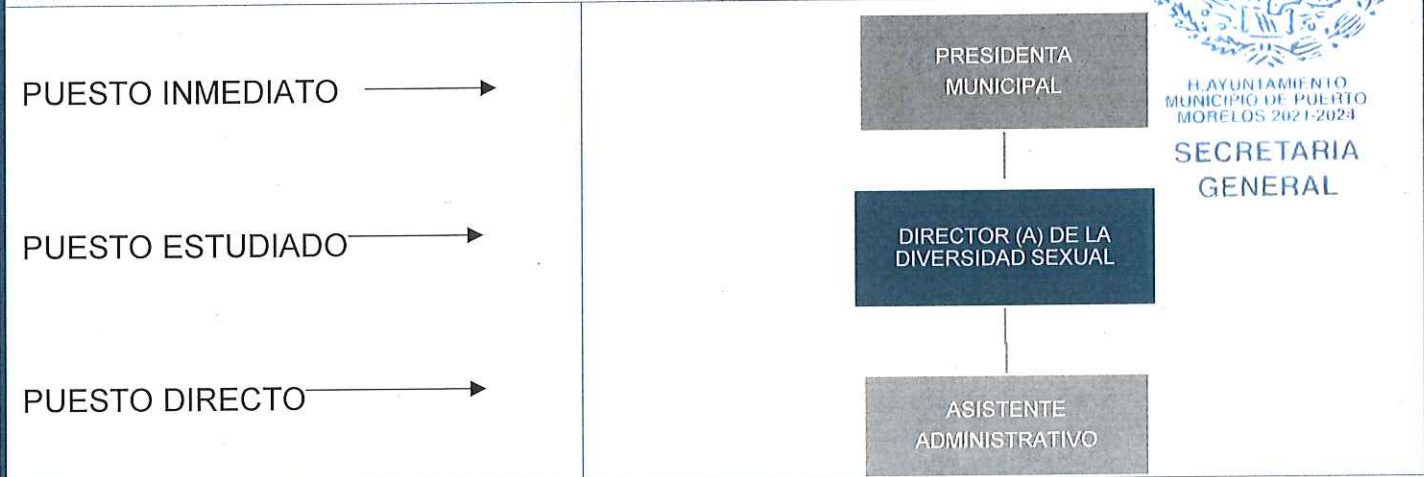 PRESIDENTA
MUNICIPAL
PUESTO INMEDIATO
H.AYUNTAMIENTO
MUNICIPIO DE PUERTO
MORELOS 2021-2024
SECRETARIA
GENERAL
PUESTO ESTUDIADO
DIRECTOR (A) DE LA
DIVERSIDAD SEXUAL
PUESTO DIRECTO
ASISTENTE
ADMINISTRATIVO